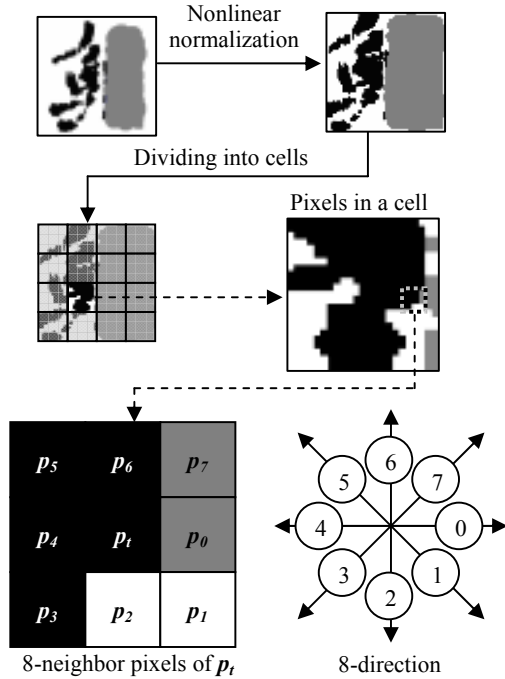 Nonlinear
normalization
Dividing into cells
Pixels in a cell
p5 p6 p7
p4 pt p0
p3 p2 p1
8-neighbor pixels of pt
6
5 7
4 0
3 1
2
8-direction